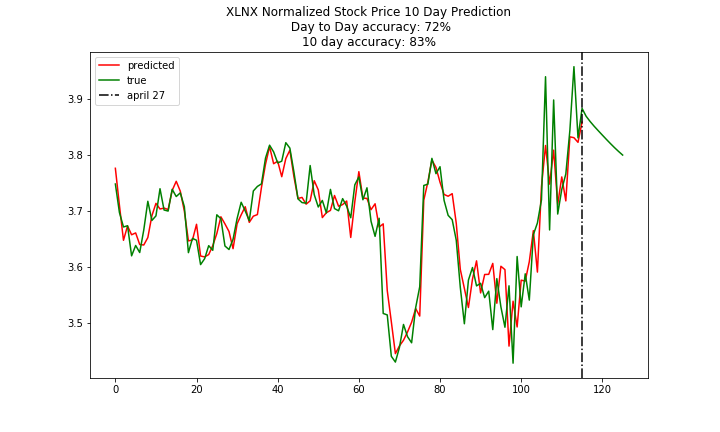 XLNX Normalized Stock Price 10 Day Prediction
Day to Day accuracy: 72%
10 day accuracy: 83%
predicted
true
april 27
3.9
3.8
3.7
3.6
3.5
0 20 40 60 80 100 120